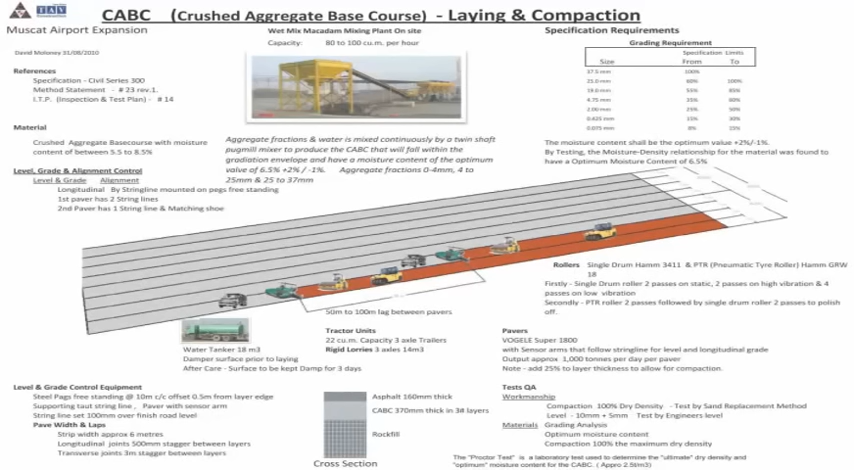 CABC (Crushed Aggregate Base Course) - Laying & Compaction
TAV
Muscat Airport Expansion
David Moloney 31/08/2010
References
Specification - Civil Series 300
Method Statement - # 23 rev.1.
I.T.P. (Inspection & Test Plan) - # 14
Material
Crushed Aggregate Basecourse with moisture
content of between 5.5 to 8.5%
Level, Grade & Alignment Control
Level & Grade Alignment
Longitudinal By Stringline mounted on pegs free standing
1st paver has 2 String lines
2nd Paver has 1 String line & Matching shoe
Wet Mix Macadam Mixing Plant On site
Capacity: 80 to 100 cu.m. per hour
Aggregate fractions & water is mixed continuously by a twin shaft
pugmill mixer to produce the CABC that will fall within the
gradiation envelope and have a moisture content of the optimum
value of 6.5% +2% / -1%. Aggregate fractions 0-4mm, 4 to
25mm & 25 to 37mm
Specification Requirements
Grading Requirement
Specification Limits
Size From To
37.5 mm 100%
25.0 mm 60% 100%
19.0 mm 55% 85%
4.75 mm 35% 60%
2.00 mm 25% 50%
0.425 mm 15% 30%
0.075 mm 8% 15%
The moisture content shall be the optimum value +2%/-1%.
By Testing, the Moisture-Density relationship for the material was found to
have a Optimum Moisture Content of 6.5%
50m to 100m lag between pavers
Rollers Single Drum Hamm 3411 & PTR (Pneumatic Tyre Roller) Hamm GRW
18
Firstly - Single Drum roller 2 passes on static, 2 passes on high vibration & 4
passes on low vibration
Secondly - PTR roller 2 passes followed by single drum roller 2 passes to polish
off.
Water Tanker 18 m3
Damper surface prior to laying
After Care - Surface to be kept Damp for 3 days
Tractor Units
22 cu.m. Capacity 3 axle Trailers
Rigid Lorries 3 axles 14m3
Pavers
VOGELE Super 1800
with Sensor arms that follow stringline for level and longitudinal grade
Output approx 1,000 tonnes per day per paver
Note - add 25% to layer thickness to allow for compaction.
Level & Grade Control Equipment
Steel Pags free standing @ 10m c/c offset 0.5m from layer edge
Supporting taut string line , Paver with sensor arm
String line set 100mm over finish road level
Pave Width & Laps
Strip width approx 6 metres
Longitudinal joints 500mm stagger between layers
Transverse joints 3m stagger between layers
Asphalt 160mm thick
CABC 370mm thick in 3# layers
Rockfill
Cross Section
Tests QA
Workmanship
Compaction 100% Dry Density - Test by Sand Replacement Method
Level - 10mm + 5mm Test by Engineers level
Materials Grading Analysis
Optimum moisture content
Compaction 100% the maximum dry density
The "Proctor Test" is a laboratory test used to determine the "ultimate" dry density and
"optimum" moisture content for the CABC. ( Appro 2.5t/m3)